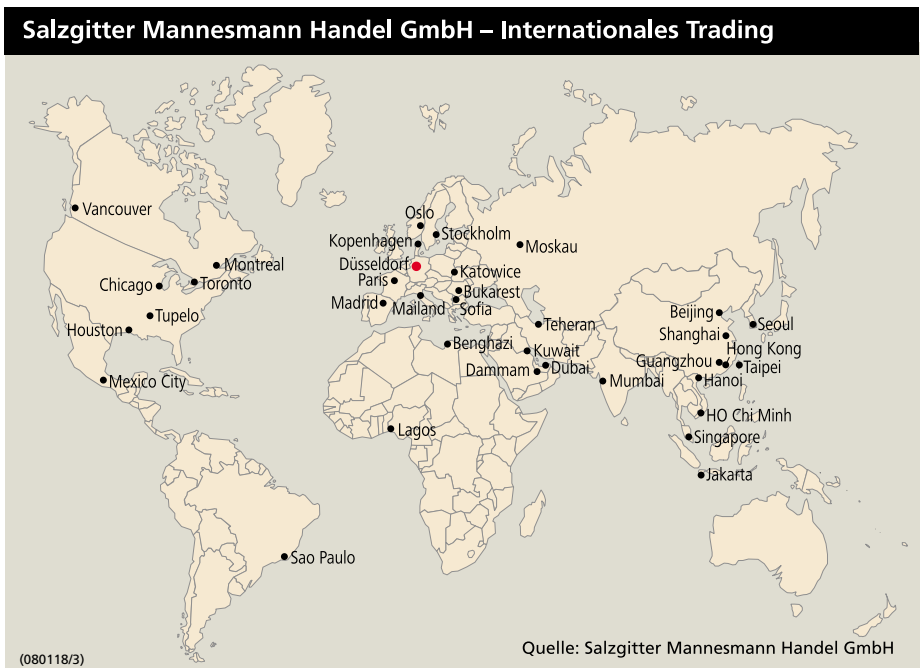 Salzgitter Mannesmann Handel GmbH – Internationales Trading
Vancouver
Montreal
Chicago
Toronto
Tupelo
Houston
Mexico City
Sao Paulo
Oslo
Stockholm
Kopenhagen
Moskau
Düsseldorf
Katowice
Paris
Bukarest
Madrid
Mailand
Sofia
Teheran
Benghazi
Kuwait
Dammam
Dubai
Lagos
Mumbai
Beijing
Seoul
Shanghai
Hong Kong
Guangzhou
Taipei
Hanoi
HO Chi Minh
Singapore
Jakarta
Quelle: Salzgitter Mannesmann Handel GmbH
(080118/3)